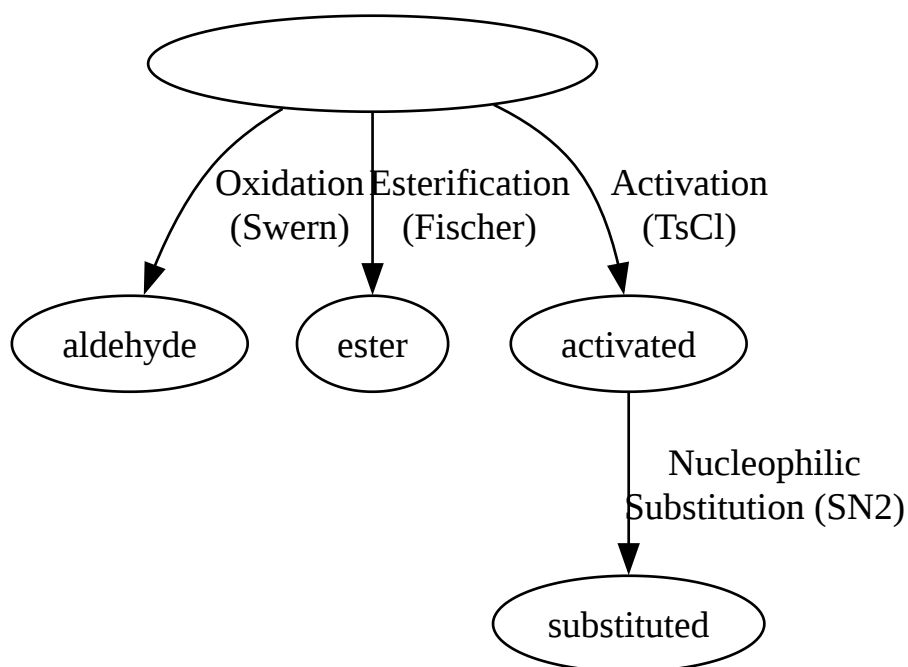 Oxidation
(Swern)
Esterification
(Fischer)
Activation
(TsCl)
aldehyde
ester
activated
Nucleophilic
Substitution (SN2)
substituted